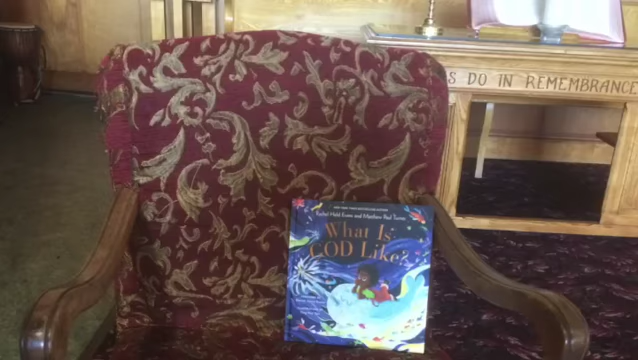 S DO IN REMEMBRANCE
Rachel Held Evans and Matthew Paul Turner
What Is
GOD Like?